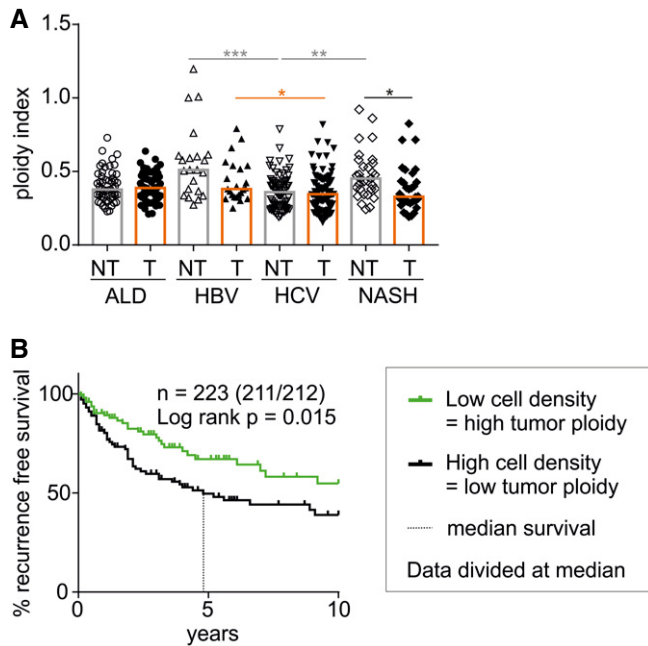 A
1.5
1.0
0.5
0.0
ploidy index
*** **
* *
NT T NT T NT T NT T
ALD HBV HCV NASH
B
100
50
0
% recurrence free survival
n = 223 (211/212)
Log rank p = 0.015
0 5 10
years
Low cell density
= high tumor ploidy
High cell density
= low tumor ploidy
median survival
Data divided at median